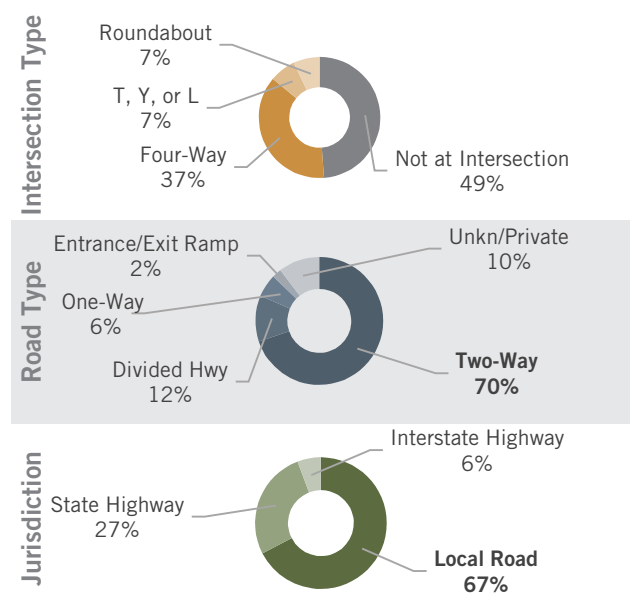 Intersection Type
Roundabout
7%
T, Y, or L
7%
Four-Way
37%
Not at Intersection
49%
Road Type
Entrance/Exit Ramp
2%
One-Way
6%
Divided Hwy
12%
Unkn/Private
10%
Two-Way
70%
Jurisdiction
State Highway
27%
Interstate Highway
6%
Local Road
67%